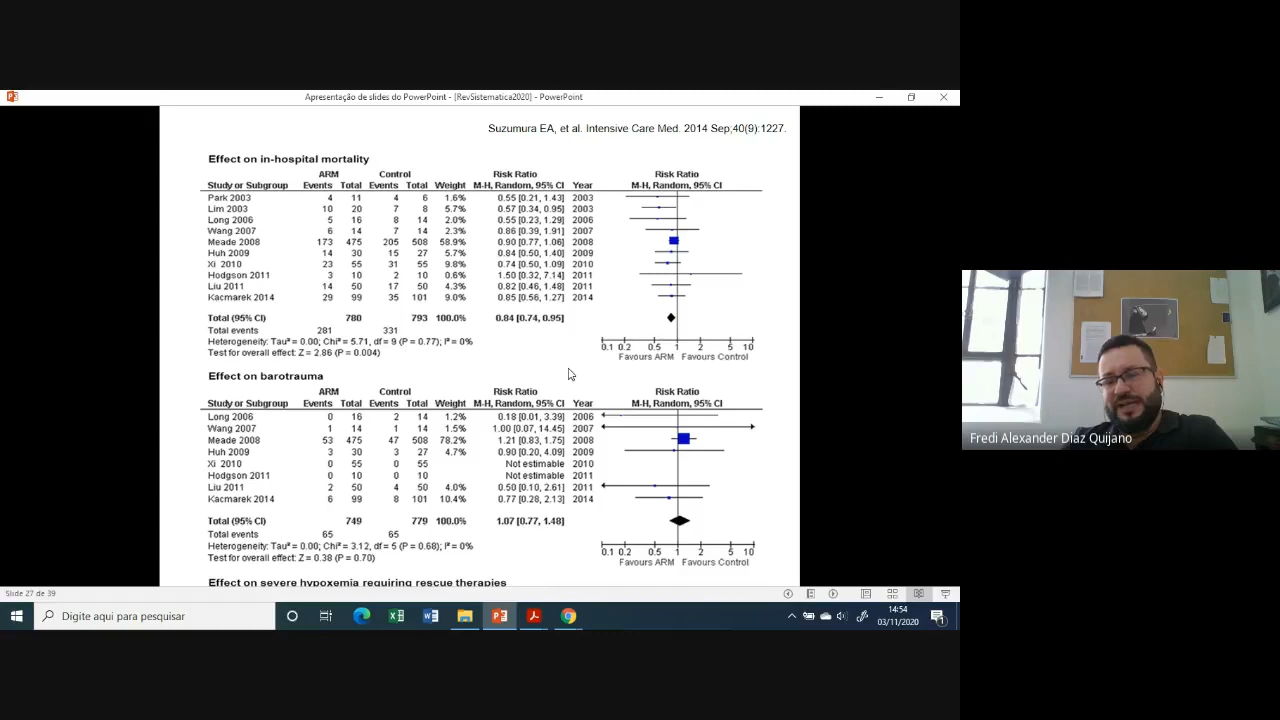 Apresentação de slides do PowerPoint - [RevSistematica2020] - PowerPoint
Suzumura EA, et al. Intensive Care Med. 2014 Sep;40(9):1227.
Effect on in-hospital mortality
ARM Control Risk Ratio Risk Ratio
Study or Subgroup Events Total Events Total Weight M-H, Random, 95% CI Year M-H, Random, 95% CI
Park 2003 4 11 4 6 1.6% 0.55 [0.21, 1.43] 2003
Lim 2003 10 20 7 8 5.5% 0.57 [0.34, 0.95] 2003
Long 2006 5 16 8 14 2.0% 0.55 [0.23, 1.29] 2006
Wang 2007 6 14 7 14 2.3% 0.86 [0.39, 1.91] 2007
Meade 2008 173 475 205 508 58.9% 0.90 [0.77, 1.06] 2008
Huh 2009 14 30 15 27 5.7% 0.84 [0.50, 1.40] 2009
Xi 2010 23 55 31 55 9.8% 0.74 [0.50, 1.09] 2010
Hodgson 2011 3 10 2 10 0.6% 1.50 [0.32, 7.14] 2011
Liu 2011 14 50 17 50 4.3% 0.82 [0.46, 1.48] 2011
Kacmarek 2014 29 99 35 101 9.0% 0.85 [0.56, 1.27] 2014
Total (95% CI) 780 793 100.0% 0.84 [0.74, 0.95]
Total events 281 331
Heterogeneity: Tau² = 0.00; Chi² = 5.71, df = 9 (P = 0.77); I² = 0%
Test for overall effect: Z = 2.86 (P = 0.004)
0.1 0.2 0.5 1 2 5 10
Favours ARM Favours Control
Effect on barotrauma
ARM Control Risk Ratio Risk Ratio
Study or Subgroup Events Total Events Total Weight M-H, Random, 95% CI Year M-H, Random, 95% CI
Long 2006 0 16 2 14 1.2% 0.18 [0.01, 3.39] 2006
Wang 2007 1 14 1 14 1.5% 1.00 [0.07, 14.45] 2007
Meade 2008 53 475 47 508 78.2% 1.21 [0.83, 1.75] 2008
Huh 2009 3 30 3 27 4.7% 0.90 [0.20, 4.09] 2009
Xi 2010 0 55 0 55 Not estimable 2010
Hodgson 2011 0 10 0 10 Not estimable 2011
Liu 2011 2 50 4 50 4.0% 0.50 [0.10, 2.61] 2011
Kacmarek 2014 6 99 8 101 10.4% 0.77 [0.28, 2.13] 2014
Total (95% CI) 749 779 100.0% 1.07 [0.77, 1.48]
Total events 65 65
Heterogeneity: Tau² = 0.00; Chi² = 3.12, df = 5 (P = 0.68); I² = 0%
Test for overall effect: Z = 0.38 (P = 0.70)
0.1 0.2 0.5 1 2 5 10
Favours ARM Favours Control
Effect on severe hypoxemia requiring rescue therapies
Slide 27 de 39
Digite aqui para pesquisar
14:54
03/11/2020
1
Fredi Alexander Diaz Quijano